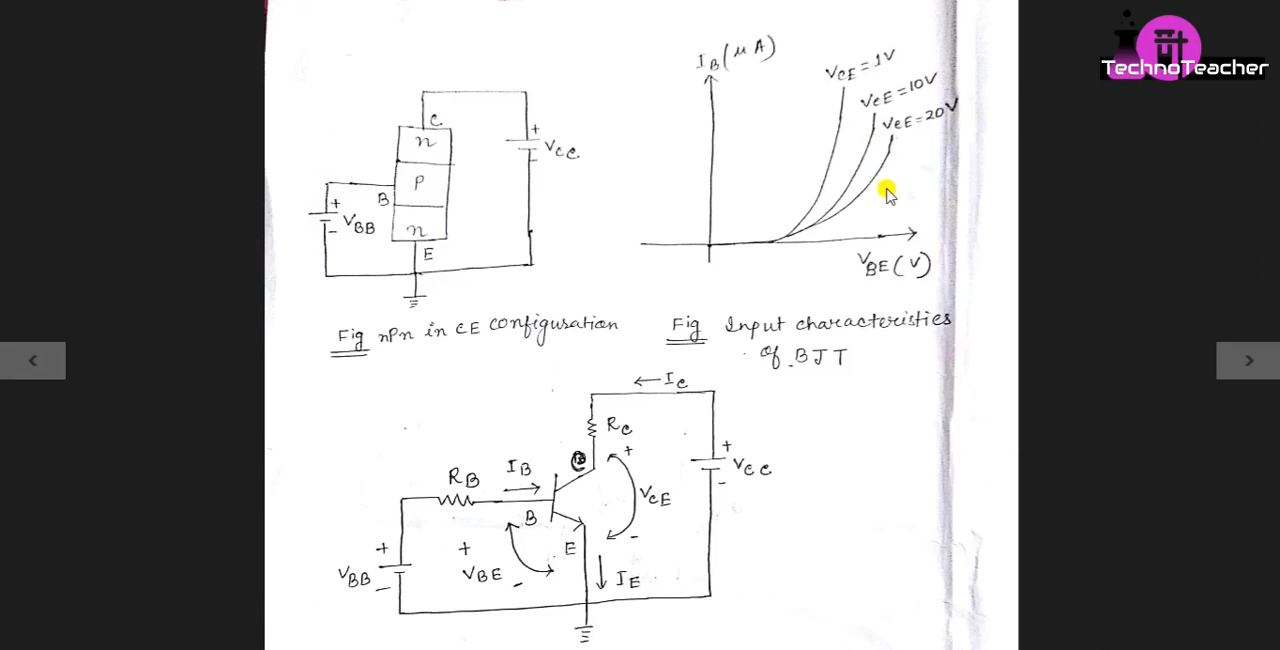 TechnoTeacher
I B (μA)
VCE = 1V
VCE = 10V
VCE = 20V
VBE (V)
C
n
P
n
B
E
+
VBB
-
+
VCC
-
Fig nPn in CE configuration
Fig Input characteristics
of BJT
← IC
RC
+
VCE
-
+
VCC
-
RB
IB
B
E
+
VBE
-
+
VBB
-
IE